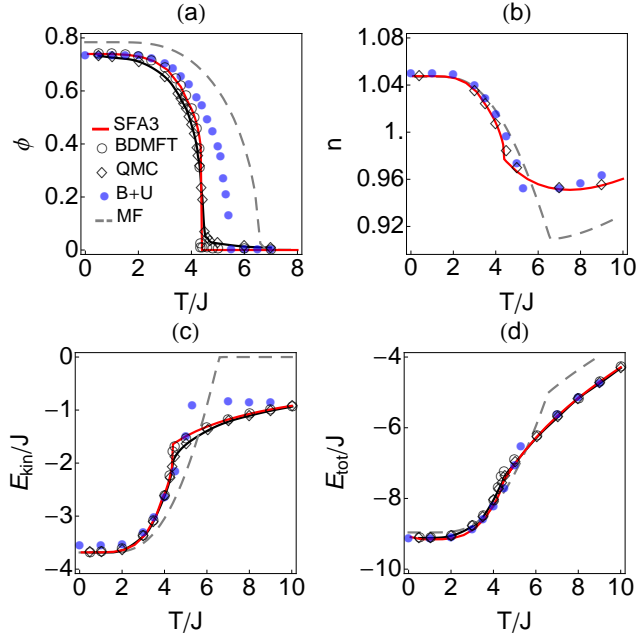 (a)
0.8
0.6
0.4
0.2
0
ϕ
SFA3
BDMFT
QMC
B+U
MF
0 2 4 6 8
T/J
(b)
1.08
1.04
1.
0.96
0.92
n
0 2 4 6 8 10
T/J
(c)
0
-1
-2
-3
-4
E_kin/J
0 2 4 6 8 10
T/J
(d)
-4
-6
-8
-10
E_tot/J
0 2 4 6 8 10
T/J